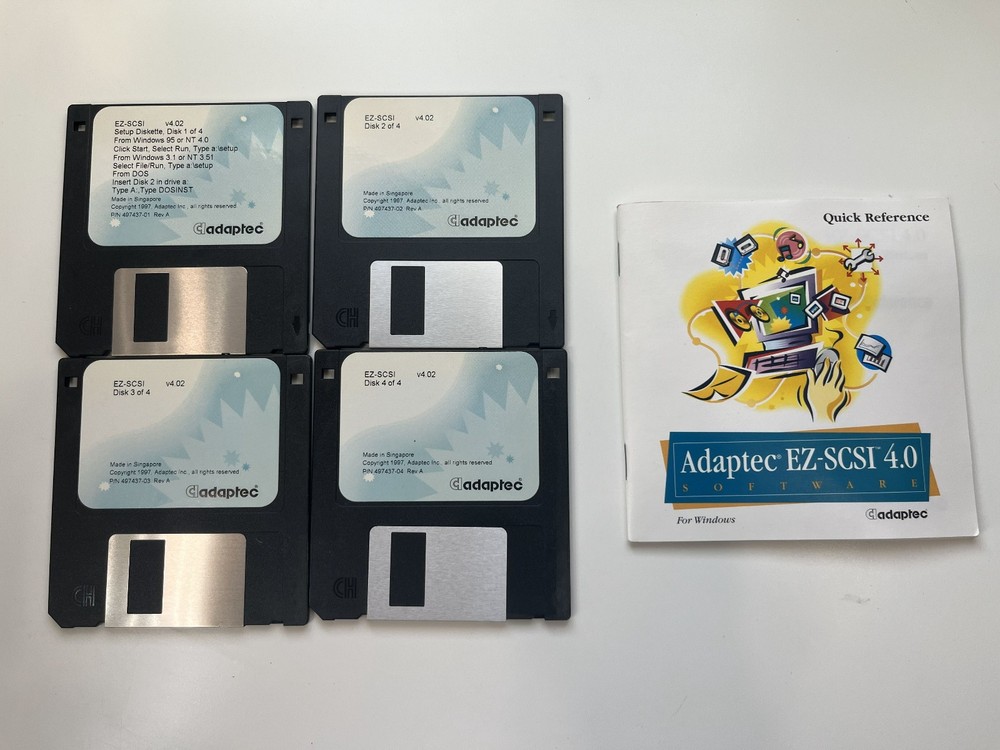 EZ-SCSI v4.02
Setup Diskette, Disk 1 of 4
From Windows 95 or NT 4.0
Click Start, Select Run, Type a:\setup
From Windows 3.1 or NT 3.51
Select File/Run, Type a:\setup
From DOS
Insert Disk 2 in drive a:
Type A:,Type DOSINST
Made in Singapore
Copyright 1997, Adaptec Inc., all rights reserved
P/N 497437-01 Rev A
adaptec®
CH
EZ-SCSI v4.02
Disk 2 of 4
Made in Singapore
Copyright 1997, Adaptec Inc., all rights reserved
P/N 497437-02 Rev A
adaptec®
CH
EZ-SCSI v4.02
Disk 3 of 4
Made in Singapore
Copyright 1997, Adaptec Inc., all rights reserved
P/N 497437-03 Rev A
adaptec®
CH
EZ-SCSI v4.02
Disk 4 of 4
Made in Singapore
Copyright 1997, Adaptec Inc., all rights reserved
P/N 497437-04 Rev A
adaptec®
CH
Quick Reference
Adaptec® EZ-SCSI™ 4.0
SOFTWARE
For Windows
adaptec®